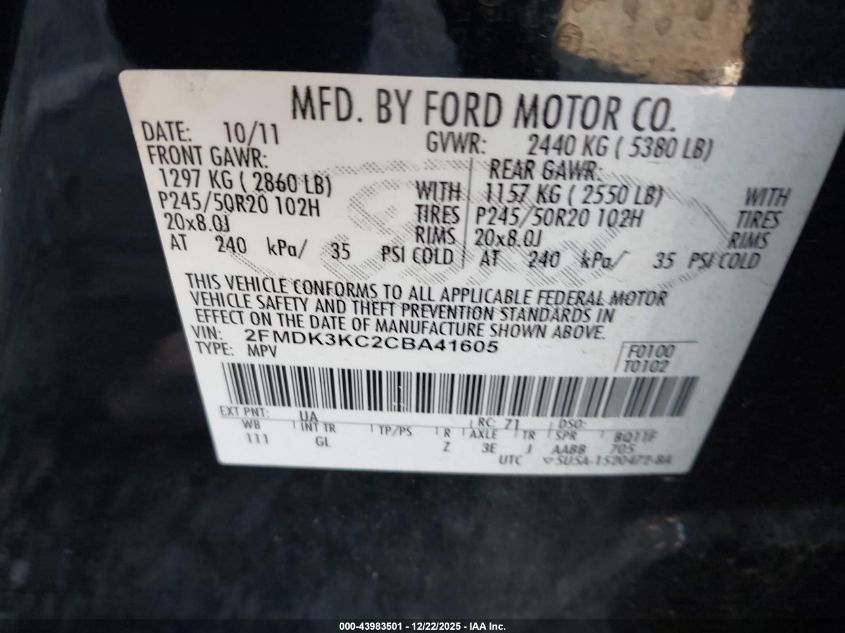 MFD. BY FORD MOTOR CO.
DATE: 10/11 GVWR: 2440 KG ( 5380 LB)
FRONT GAWR: REAR GAWR:
1297 KG ( 2860 LB) WITH 1157 KG ( 2550 LB) WITH
P245/50R20 102H TIRES P245/50R20 102H TIRES
20x8.0J RIMS 20x8.0J RIMS
AT 240 kPa/ 35 PSI COLD AT 240 kPa/ 35 PSI COLD
THIS VEHICLE CONFORMS TO ALL APPLICABLE FEDERAL MOTOR
VEHICLE SAFETY AND THEFT PREVENTION STANDARDS IN
EFFECT ON THE DATE OF MANUFACTURE SHOWN ABOVE.
VIN: 2FMDK3KC2CBA41605
TYPE: MPV
F0100
T0102
EXT PNT: UA RC: 71 DSO:
WB INT TR TP/PS R AXLE TR SPR BQ11F
111 GL Z 3E J AABB 705
UTC 5U5A-1520472-BA
000-43983501 - 12/22/2025 - IAA Inc.